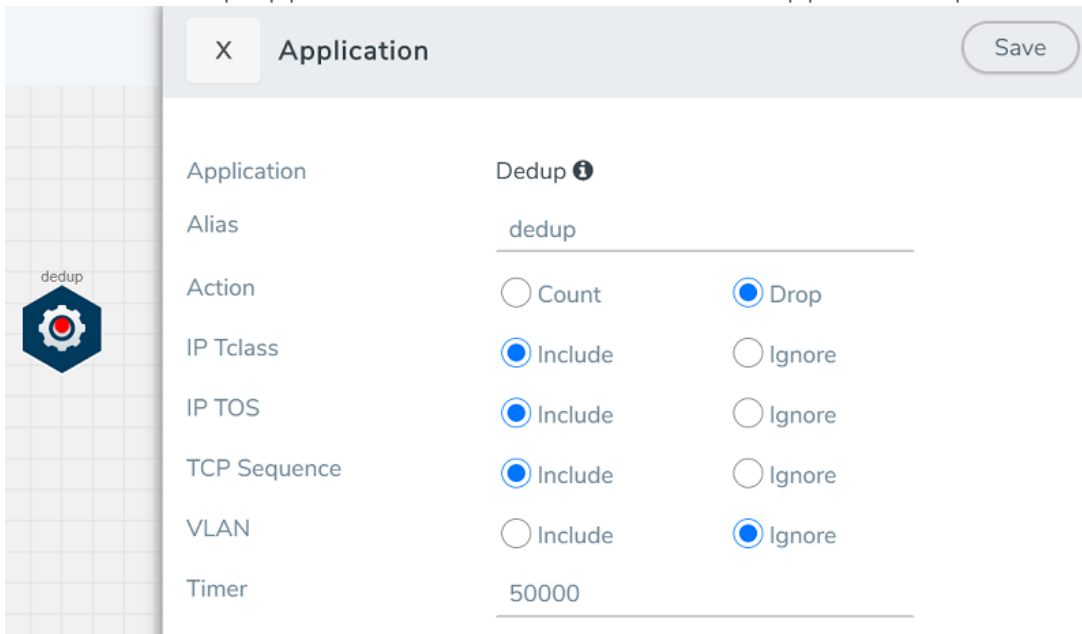 X Application Save
Application Dedup
Alias dedup
dedup
Action Count Drop
IP Tclass Include Ignore
IP TOS Include Ignore
TCP Sequence Include Ignore
VLAN Include Ignore
Timer 50000